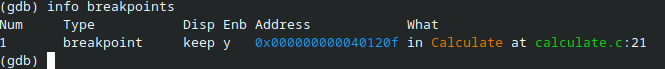 (gdb) info breakpoints
Num Type Disp Enb Address What
1 breakpoint keep y 0x000000000040120f in Calculate at calculate.c:21
(gdb)